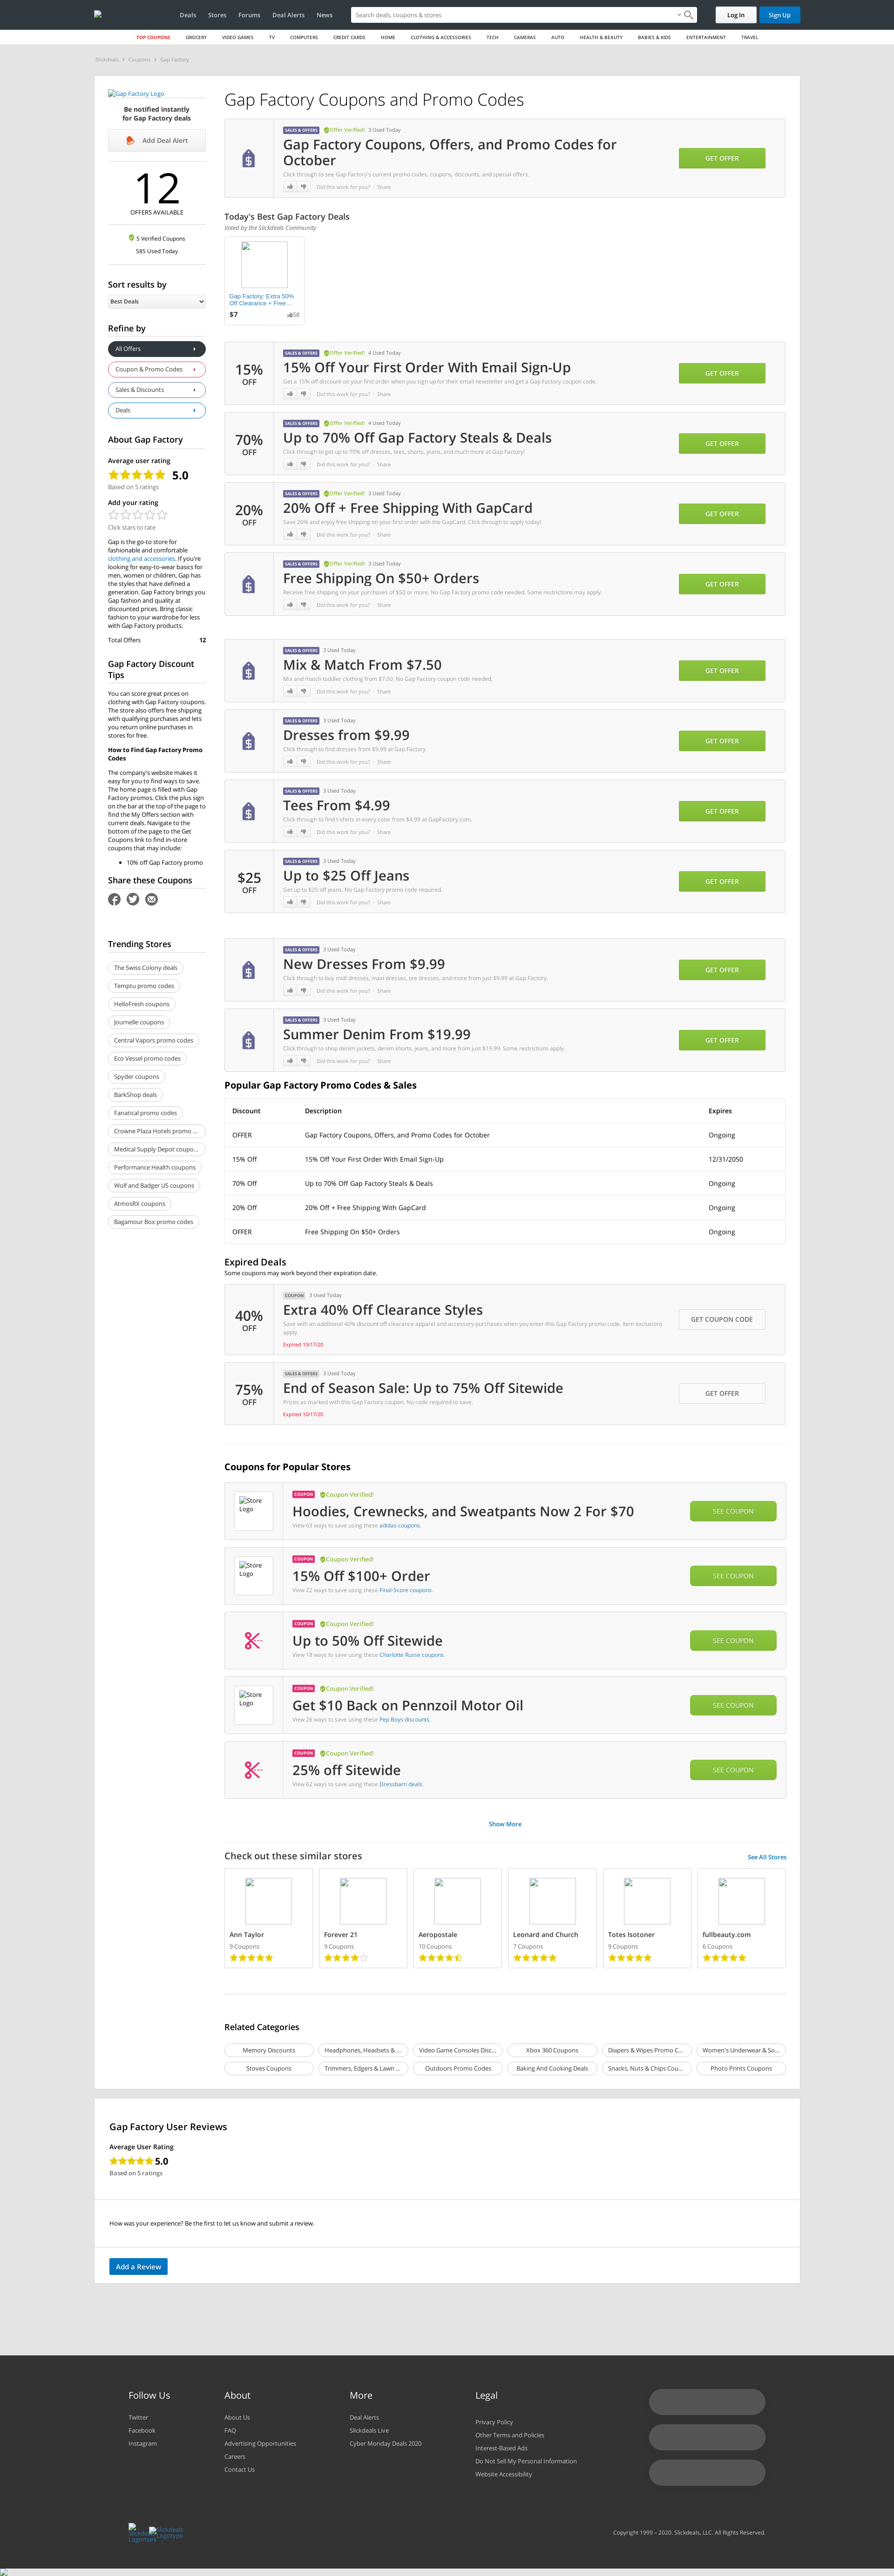 Deals
Stores
Forums
Deal Alerts
News
Search deals, coupons & stores
Log In
Sign Up
TOP COUPONS
GROCERY
VIDEO GAMES
TV
COMPUTERS
CREDIT CARDS
HOME
CLOTHING & ACCESSORIES
TECH
CAMERAS
AUTO
HEALTH & BEAUTY
BABIES & KIDS
ENTERTAINMENT
TRAVEL
Slickdeals
Coupons
Gap Factory
Gap Factory Logo
Be notified instantly
for Gap Factory deals
Add Deal Alert
12
OFFERS AVAILABLE
5 Verified Coupons
585 Used Today
Sort results by
Best Deals
Refine by
All Offers
Coupon & Promo Codes
Sales & Discounts
Deals
About Gap Factory
Average user rating
5.0
Based on 5 ratings
Add your rating
Click stars to rate
Gap is the go-to store for
fashionable and comfortable
clothing and accessories. If you're
looking for easy-to-wear basics for
men, women or children, Gap has
the styles that have defined a
generation. Gap Factory brings you
Gap fashion and quality at
discounted prices. Bring classic
fashion to your wardrobe for less
with Gap Factory products.
Total Offers 12
Gap Factory Discount
Tips
You can score great prices on
clothing with Gap Factory coupons.
The store also offers free shipping
with qualifying purchases and lets
you return online purchases in
stores for free.
How to Find Gap Factory Promo
Codes
The company's website makes it
easy for you to find ways to save.
The home page is filled with Gap
Factory promos. Click the plus sign
on the bar at the top of the page to
find the My Offers section with
current deals. Navigate to the
bottom of the page to the Get
Coupons link to find in-store
coupons that may include:
10% off Gap Factory promo
Share these Coupons
Trending Stores
The Swiss Colony deals
Temptu promo codes
HelloFresh coupons
Journelle coupons
Central Vapors promo codes
Eco Vessel promo codes
Spyder coupons
BarkShop deals
Fanatical promo codes
Crowne Plaza Hotels promo ...
Medical Supply Depot coupo...
Performance Health coupons
Wolf and Badger US coupons
AtmosRX coupons
Bagamour Box promo codes
Gap Factory Coupons and Promo Codes
SALES & OFFERS Offer Verified! 3 Used Today
Gap Factory Coupons, Offers, and Promo Codes for
October
Click through to see Gap Factory's current promo codes, coupons, discounts, and special offers.
Did this work for you? · Share
GET OFFER
Today's Best Gap Factory Deals
Voted by the Slickdeals Community
Gap Factory: Extra 50%
Off Clearance + Free...
$7
58
15%
OFF
SALES & OFFERS Offer Verified! 4 Used Today
15% Off Your First Order With Email Sign-Up
Get a 15% off discount on your first order when you sign up for their email newsletter and get a Gap Factory coupon code.
Did this work for you? · Share
GET OFFER
70%
OFF
SALES & OFFERS Offer Verified! 4 Used Today
Up to 70% Off Gap Factory Steals & Deals
Click through to get up to 70% off dresses, tees, shorts, jeans, and much more at Gap Factory!
Did this work for you? · Share
GET OFFER
20%
OFF
SALES & OFFERS Offer Verified! 3 Used Today
20% Off + Free Shipping With GapCard
Save 20% and enjoy free shipping on your first order with the GapCard. Click through to apply today!
Did this work for you? · Share
GET OFFER
SALES & OFFERS Offer Verified! 3 Used Today
Free Shipping On $50+ Orders
Receive free shipping on your purchases of $50 or more. No Gap Factory promo code needed. Some restrictions may apply.
Did this work for you? · Share
GET OFFER
SALES & OFFERS 3 Used Today
Mix & Match From $7.50
Mix and match toddler clothing from $7.50. No Gap Factory coupon code needed.
Did this work for you? · Share
GET OFFER
SALES & OFFERS 3 Used Today
Dresses from $9.99
Click through to find dresses from $9.99 at Gap Factory.
Did this work for you? · Share
GET OFFER
SALES & OFFERS 3 Used Today
Tees From $4.99
Click through to find t-shirts in every color from $4.99 at GapFactory.com.
Did this work for you? · Share
GET OFFER
$25
OFF
SALES & OFFERS 3 Used Today
Up to $25 Off Jeans
Get up to $25 off jeans. No Gap Factory promo code required.
Did this work for you? · Share
GET OFFER
SALES & OFFERS 3 Used Today
New Dresses From $9.99
Click through to buy midi dresses, maxi dresses, tee dresses, and more from just $9.99 at Gap Factory.
Did this work for you? · Share
GET OFFER
SALES & OFFERS 3 Used Today
Summer Denim From $19.99
Click through to shop denim jackets, denim shorts, jeans, and more from just $19.99. Some restrictions apply.
Did this work for you? · Share
GET OFFER
Popular Gap Factory Promo Codes & Sales
Discount Description Expires
OFFER Gap Factory Coupons, Offers, and Promo Codes for October Ongoing
15% Off 15% Off Your First Order With Email Sign-Up 12/31/2050
70% Off Up to 70% Off Gap Factory Steals & Deals Ongoing
20% Off 20% Off + Free Shipping With GapCard Ongoing
OFFER Free Shipping On $50+ Orders Ongoing
Expired Deals
Some coupons may work beyond their expiration date.
40%
OFF
COUPON 3 Used Today
Extra 40% Off Clearance Styles
Save with an additional 40% discount off clearance apparel and accessory purchases when you enter this Gap Factory promo code. Item exclusions
apply.
Expired 10/17/20
GET COUPON CODE
75%
OFF
SALES & OFFERS 3 Used Today
End of Season Sale: Up to 75% Off Sitewide
Prices as marked with this Gap Factory coupon. No code required to save.
Expired 10/17/20
GET OFFER
Coupons for Popular Stores
Store
Logo
COUPON Coupon Verified!
Hoodies, Crewnecks, and Sweatpants Now 2 For $70
View 63 ways to save using these adidas coupons.
SEE COUPON
Store
Logo
COUPON Coupon Verified!
15% Off $100+ Order
View 22 ways to save using these Final-Score coupons.
SEE COUPON
COUPON Coupon Verified!
Up to 50% Off Sitewide
View 18 ways to save using these Charlotte Russe coupons.
SEE COUPON
Store
Logo
COUPON Coupon Verified!
Get $10 Back on Pennzoil Motor Oil
View 26 ways to save using these Pep Boys discounts.
SEE COUPON
COUPON Coupon Verified!
25% off Sitewide
View 62 ways to save using these Dressbarn deals.
SEE COUPON
Show More
Check out these similar stores
See All Stores
Ann Taylor
9 Coupons
Forever 21
9 Coupons
Aeropostale
10 Coupons
Leonard and Church
7 Coupons
Totes Isotoner
9 Coupons
fullbeauty.com
6 Coupons
Related Categories
Memory Discounts
Headphones, Headsets & ...
Video Game Consoles Disc...
Xbox 360 Coupons
Diapers & Wipes Promo C...
Women's Underwear & So...
Stoves Coupons
Trimmers, Edgers & Lawn ...
Outdoors Promo Codes
Baking And Cooking Deals
Snacks, Nuts & Chips Cou...
Photo Prints Coupons
Gap Factory User Reviews
Average User Rating
5.0
Based on 5 ratings
How was your experience? Be the first to let us know and submit a review.
Add a Review
Follow Us
Twitter
Facebook
Instagram
About
About Us
FAQ
Advertising Opportunities
Careers
Contact Us
More
Deal Alerts
Slickdeals Live
Cyber Monday Deals 2020
Legal
Privacy Policy
Other Terms and Policies
Interest-Based Ads
Do Not Sell My Personal Information
Website Accessibility
Slickdeals
Logomark
Slickdeals
Logotype
Copyright 1999 – 2020. Slickdeals, LLC. All Rights Reserved.